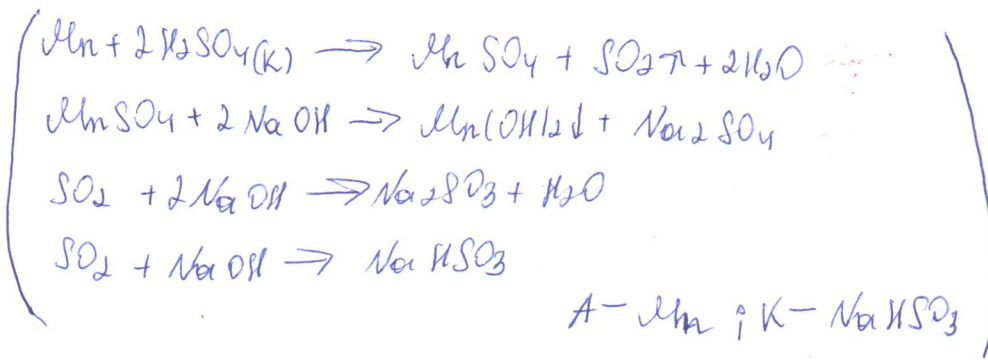 Mn + 2H2SO4(K) → MnSO4 + SO2↑ + 2H2O
MnSO4 + 2NaOH → Mn(OH)2↓ + Na2SO4
SO2 + 2NaOH → Na2SO3 + H2O
SO2 + NaOH → NaHSO3
A – Mn ; K – NaHSO3